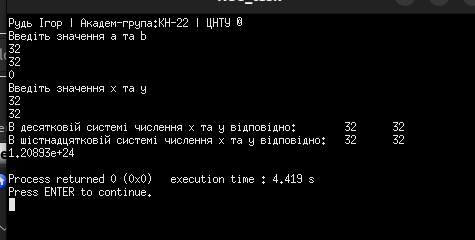 Рудь Ігор | Академ-група:КН-22 | ЦНТУ @
Введіть значення a та b
32
32
0
Введіть значення x та y
32
32
В десятковій системі числення x та y відповідно: 32 32
В шістнадцятковій системі числення x та y відповідно: 32 32
1.20893e+24
Process returned 0 (0x0) execution time : 4.419 s
Press ENTER to continue.